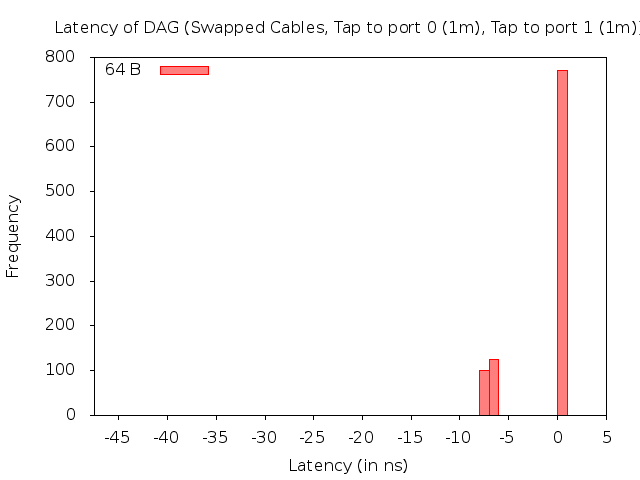 Latency of DAG (Swapped Cables, Tap to port 0 (1m), Tap to port 1 (1m))
800
64 B
700
600
500
400
300
200
100
0
Frequency
-45 -40 -35 -30 -25 -20 -15 -10 -5 0 5
Latency (in ns)